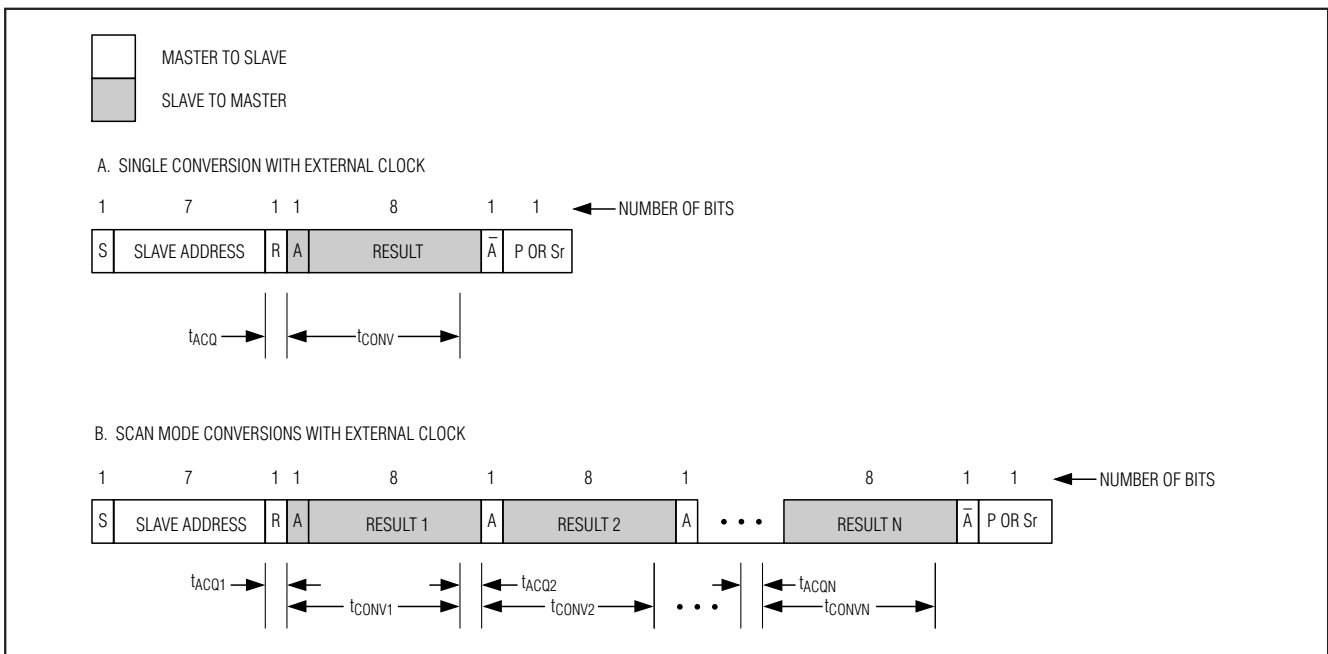 MASTER TO SLAVE
SLAVE TO MASTER
A. SINGLE CONVERSION WITH EXTERNAL CLOCK
1 7 1 1 8 1 1 NUMBER OF BITS
S SLAVE ADDRESS R A RESULT A̅ P OR Sr
tACQ tCONV
B. SCAN MODE CONVERSIONS WITH EXTERNAL CLOCK
1 7 1 1 8 1 8 1 8 1 1 NUMBER OF BITS
S SLAVE ADDRESS R A RESULT 1 A RESULT 2 A • • • RESULT N A̅ P OR Sr
tACQ1 tACQ2 tACQN
tCONV1 tCONV2 • • • tCONVN